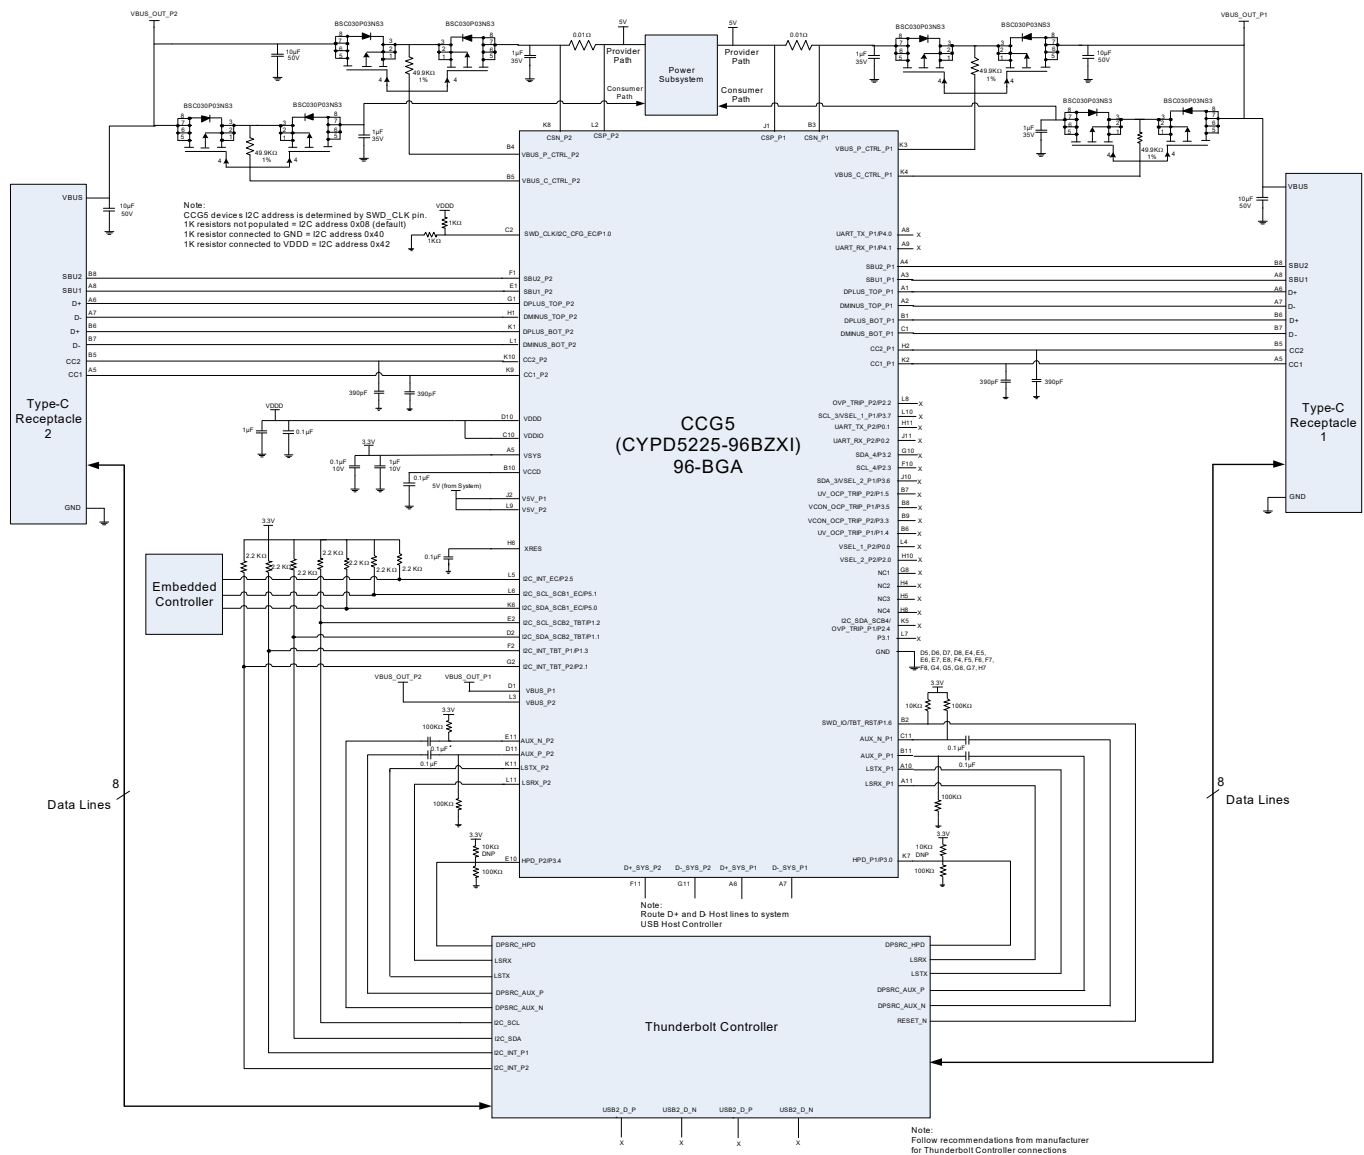 VBUS_OUT_P2
BSC030P03NS3
BSC030P03NS3
10µF
50V
49.9KΩ
1%
1µF
35V
0.01Ω
5V
Provider
Path
Consumer
Path
Power
Subsystem
5V
Provider
Path
Consumer
Path
0.01Ω
1µF
35V
BSC030P03NS3
BSC030P03NS3
49.9KΩ
1%
10µF
50V
VBUS_OUT_P1
BSC030P03NS3
BSC030P03NS3
49.9KΩ
1%
1µF
35V
BSC030P03NS3
BSC030P03NS3
1µF
35V
49.9KΩ
1%
10µF
50V
10µF
50V
Note:
CCG5 devices I2C address is determined by SWD_CLK pin.
1K resistors not populated = I2C address 0x08 (default)
1K resistor connected to GND = I2C address 0x40
1K resistor connected to VDDD = I2C address 0x42
VDDD
1KΩ
1KΩ
Type-C
Receptacle
2
VBUS
SBU2 B8
SBU1 A8
D+ A6
D- A7
D+ B6
D- B7
CC2 B5
CC1 A5
GND
390pF
390pF
VDDD
1µF
0.1µF
3.3V
0.1µF
10V
1µF
10V
0.1µF
5V (from System)
0.1µF
3.3V
2.2 KΩ
2.2 KΩ
2.2 KΩ
2.2 KΩ
2.2 KΩ
2.2 KΩ
2.2 KΩ
Embedded
Controller
VBUS_OUT_P2
VBUS_OUT_P1
3.3V
100KΩ
0.1µF
0.1µF
100KΩ
3.3V
10KΩ
DNP
100KΩ
8
Data Lines
CCG5
(CYPD5225-96BZXI)
96-BGA
K8 CSN_P2
L2 CSP_P2
J1 CSP_P1
B3 CSN_P1
B4 VBUS_P_CTRL_P2
B5 VBUS_C_CTRL_P2
C2 SWD_CLK/I2C_CFG_EC/P1.0
F1 SBU2_P2
E1 SBU1_P2
G1 DPLUS_TOP_P2
H1 DMINUS_TOP_P2
K1 DPLUS_BOT_P2
L1 DMINUS_BOT_P2
K10 CC2_P2
K9 CC1_P2
D10 VDDD
C10 VDDIO
A5 VSYS
B10 VCCD
J2 V5V_P1
L9 V5V_P2
H6 XRES
L5 I2C_INT_EC/P2.5
L6 I2C_SCL_SCB1_EC/P5.1
K6 I2C_SDA_SCB1_EC/P5.0
E2 I2C_SCL_SCB2_TBT/P1.2
D2 I2C_SDA_SCB2_TBT/P1.1
F2 I2C_INT_TBT_P1/P1.3
G2 I2C_INT_TBT_P2/P2.1
D1 VBUS_P1
L3 VBUS_P2
E11 AUX_N_P2
D11 AUX_P_P2
K11 LSTX_P2
L11 LSRX_P2
E10 HPD_P2/P3.4
VBUS_P_CTRL_P1 K3
VBUS_C_CTRL_P1 K4
UART_TX_P1/P4.0 A8 X
UART_RX_P1/P4.1 A9 X
SBU2_P1 A4
SBU1_P1 A3
DPLUS_TOP_P1 A1
DMINUS_TOP_P1 A2
DPLUS_BOT_P1 B1
DMINUS_BOT_P1 C1
CC2_P1 H2
CC1_P1 K2
OVP_TRIP_P2/P2.2 L8 X
SCL_3/VSEL_1_P1/P3.7 L10 X
UART_TX_P2/P0.1 H11 X
UART_RX_P2/P0.2 J11 X
SDA_4/P3.2 G10 X
SCL_4/P2.3 F10 X
SDA_3/VSEL_2_P1/P3.6 J10 X
UV_OCP_TRIP_P2/P1.5 B7 X
VCON_OCP_TRIP_P1/P3.5 B8 X
VCON_OCP_TRIP_P2/P3.3 B9 X
UV_OCP_TRIP_P1/P1.4 B6 X
VSEL_1_P2/P0.0 L4 X
VSEL_2_P2/P2.0 H10 X
NC1 G8 X
NC2 H4 X
NC3 H5 X
NC4 H8 X
I2C_SDA_SCB4/
OVP_TRIP_P1/P2.4 K5 X
P3.1 L7 X
GND
D5, D6, D7, D8, E4, E5,
E6, E7, E8, F4, F5, F6, F7,
F8, G4, G5, G6, G7, H7
3.3V
10KΩ
100KΩ
SWD_IO/TBT_RST/P1.6 B2
AUX_N_P1 C11
AUX_P_P1 B11
LSTX_P1 A10
LSRX_P1 A11
0.1µF
0.1µF
100KΩ
3.3V
10KΩ
DNP
100KΩ
HPD_P1/P3.0 K7
D+_SYS_P2 F11
D-_SYS_P2 G11
D+_SYS_P1 A6
D-_SYS_P1 A7
Note:
Route D+ and D- Host lines to system
USB Host Controller
390pF
390pF
Type-C
Receptacle
1
VBUS
B8 SBU2
A8 SBU1
A6 D+
A7 D-
B6 D+
B7 D-
B5 CC2
A5 CC1
GND
8
Data Lines
Thunderbolt Controller
DPSRC_HPD
LSRX
LSTX
DPSRC_AUX_P
DPSRC_AUX_N
I2C_SCL
I2C_SDA
I2C_INT_P1
I2C_INT_P2
DPSRC_HPD
LSRX
LSTX
DPSRC_AUX_P
DPSRC_AUX_N
RESET_N
USB2_D_P
USB2_D_N
USB2_D_P
USB2_D_N
X
X
X
X
Note:
Follow recommendations from manufacturer
for Thunderbolt Controller connections